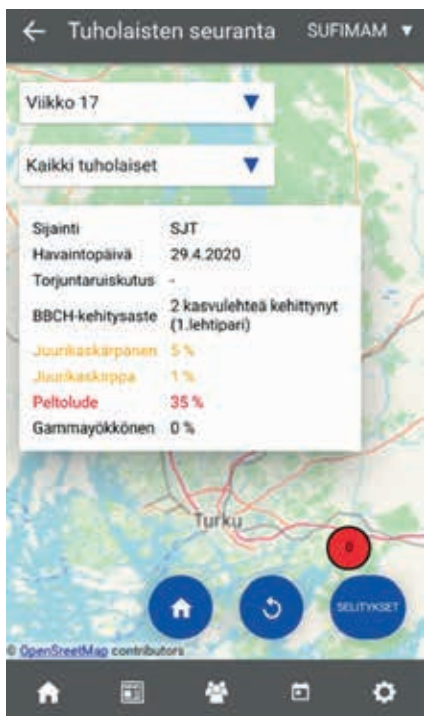 ← Tuholaisten seuranta SUFIMAM ▼
Viikko 17 ▼
Kaikki tuholaiset ▼
Sijainti SJT
Havaintopäivä 29.4.2020
Torjuntaruiskutus -
BBCH-kehitysaste 2 kasvulehteä kehittynyt
(1.lehtipari)
Juurikaskärpänen 5 %
Juurikaskirppa 1 %
Peltolude 35 %
Gammayökkönen 0 %
Turku
0
SELITYKSET
© OpenStreetMap contributors